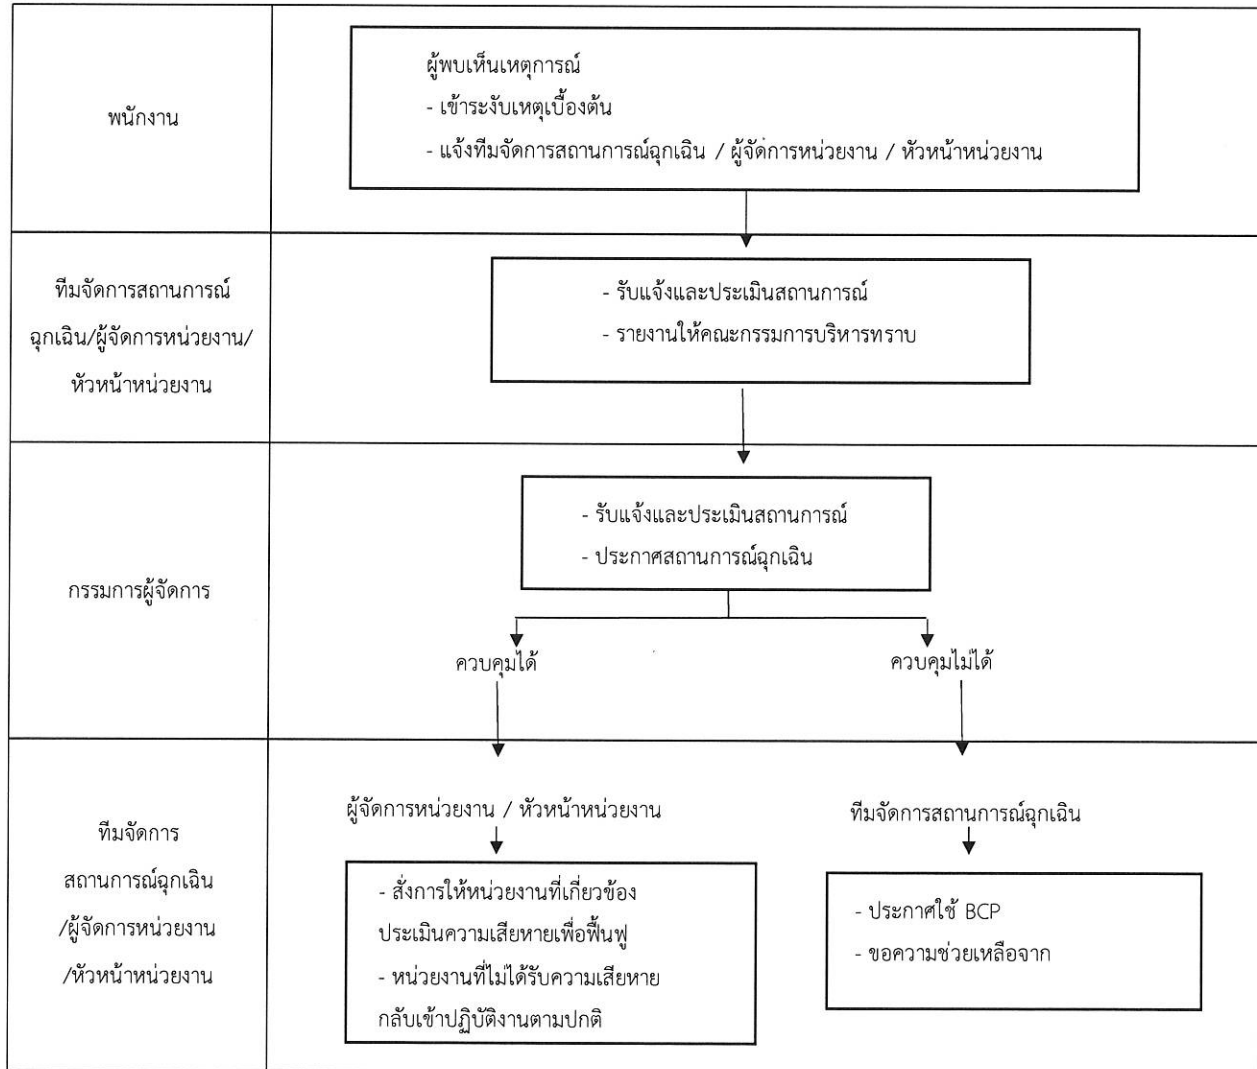 พนักงาน
ผู้พบเห็นเหตุการณ์
- เข้าระงับเหตุเบื้องต้น
- แจ้งทีมจัดการสถานการณ์ฉุกเฉิน / ผู้จัดการหน่วยงาน / หัวหน้าหน่วยงาน
ทีมจัดการสถานการณ์
ฉุกเฉิน/ผู้จัดการหน่วยงาน/
หัวหน้าหน่วยงาน
- รับแจ้งและประเมินสถานการณ์
- รายงานให้คณะกรรมการบริหารทราบ
กรรมการผู้จัดการ
- รับแจ้งและประเมินสถานการณ์
- ประกาศสถานการณ์ฉุกเฉิน
ควบคุมได้
ควบคุมไม่ได้
ทีมจัดการ
สถานการณ์ฉุกเฉิน
/ผู้จัดการหน่วยงาน
/หัวหน้าหน่วยงาน
ผู้จัดการหน่วยงาน / หัวหน้าหน่วยงาน
- สั่งการให้หน่วยงานที่เกี่ยวข้อง
ประเมินความเสียหายเพื่อฟื้นฟู
- หน่วยงานที่ไม่ได้รับความเสียหาย
กลับเข้าปฏิบัติงานตามปกติ
ทีมจัดการสถานการณ์ฉุกเฉิน
- ประกาศใช้ BCP
- ขอความช่วยเหลือจาก